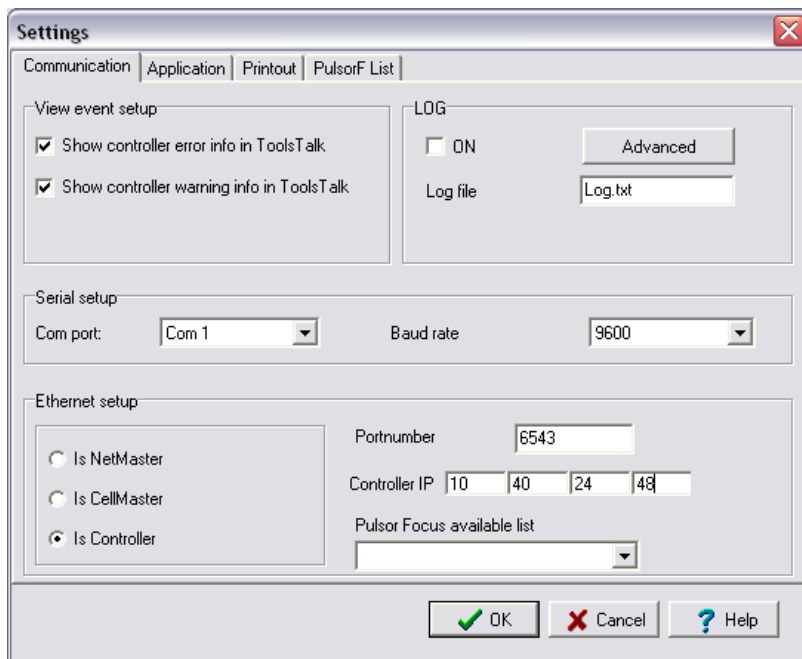 Settings
Communication Application Printout PulsorF List
View event setup
Show controller error info in ToolsTalk
Show controller warning info in ToolsTalk
LOG
ON Advanced
Log file Log.txt
Serial setup
Com port: Com 1 Baud rate 9600
Ethernet setup
Is NetMaster
Is CellMaster
Is Controller
Portnumber 6543
Controller IP 10 40 24 48
Pulsor Focus available list
OK Cancel ? Help